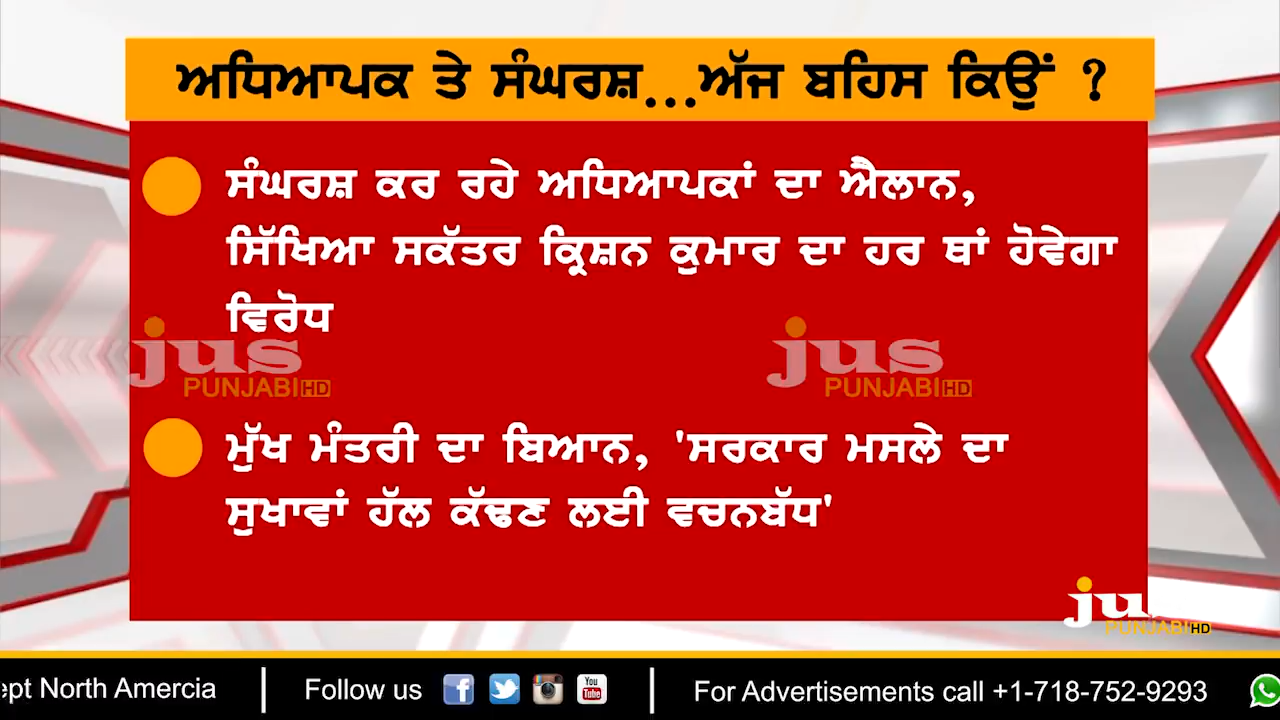 ਅਧਿਆਪਕ ਤੇ ਸੰਘਰਸ਼...ਅੱਜ ਬਹਿਸ ਕਿਉਂ ?
ਸੰਘਰਸ਼ ਕਰ ਰਹੇ ਅਧਿਆਪਕਾਂ ਦਾ ਐਲਾਨ,
ਸਿੱਖਿਆ ਸਕੱਤਰ ਕ੍ਰਿਸ਼ਨ ਕੁਮਾਰ ਦਾ ਹਰ ਥਾਂ ਹੋਵੇਗਾ
ਵਿਰੋਧ
jus PUNJABI HD
jus PUNJABI HD
ਮੁੱਖ ਮੰਤਰੀ ਦਾ ਬਿਆਨ, 'ਸਰਕਾਰ ਮਸਲੇ ਦਾ
ਸੁਖਾਵਾਂ ਹੱਲ ਕੱਢਣ ਲਈ ਵਚਨਬੱਧ'
jus PUNJABI HD
ept North Amercia | Follow us You Tube | For Advertisements call +1-718-752-9293